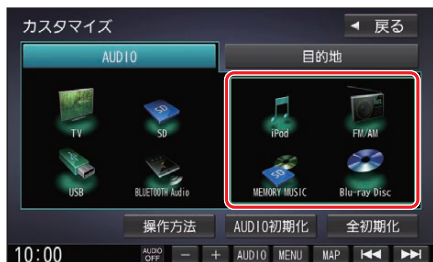 カスタマイズ ◀ 戻る
AUDIO 目的地
TV SD iPod FM/AM
SD
USB BLUETOOTH Audio MEMORY MUSIC Blu-ray Disc
操作方法 AUDIO初期化 全初期化
10:00 AUDIO OFF − + AUDIO MENU MAP